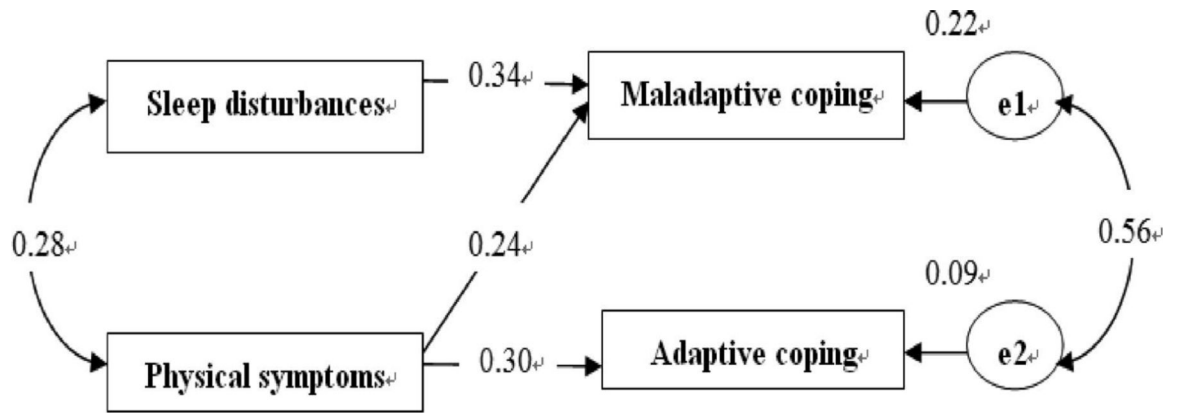 0.22
0.34
Sleep disturbances
Maladaptive coping
e1
0.28
0.24
0.56
0.09
Physical symptoms
0.30
Adaptive coping
e2